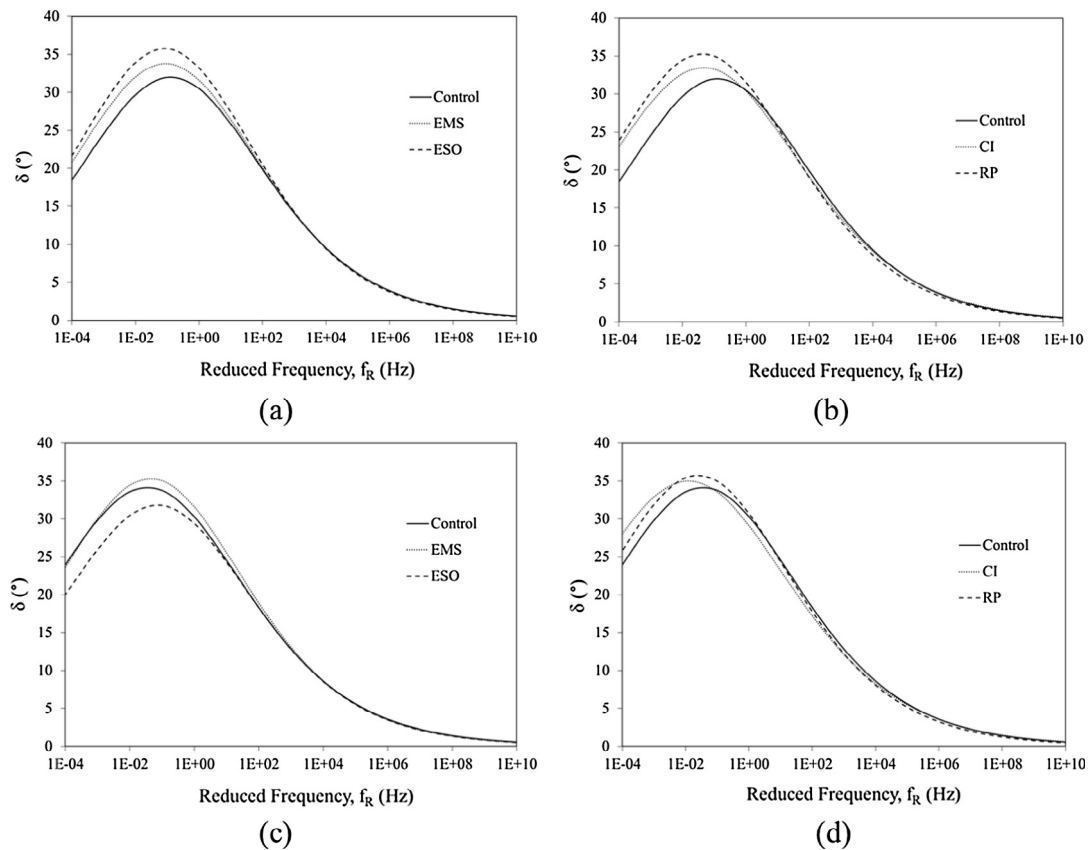 40
35
30
25
20
15
10
5
0
δ (°)
Control
EMS
ESO
1E-04 1E-02 1E+00 1E+02 1E+04 1E+06 1E+08 1E+10
Reduced Frequency, fR (Hz)
(a)
40
35
30
25
20
15
10
5
0
δ (°)
Control
CI
RP
1E-04 1E-02 1E+00 1E+02 1E+04 1E+06 1E+08 1E+10
Reduced Frequency, fR (Hz)
(b)
40
35
30
25
20
15
10
5
0
δ (°)
Control
EMS
ESO
1E-04 1E-02 1E+00 1E+02 1E+04 1E+06 1E+08 1E+10
Reduced Frequency, fR (Hz)
(c)
40
35
30
25
20
15
10
5
0
δ (°)
Control
CI
RP
1E-04 1E-02 1E+00 1E+02 1E+04 1E+06 1E+08 1E+10
Reduced Frequency, fR (Hz)
(d)